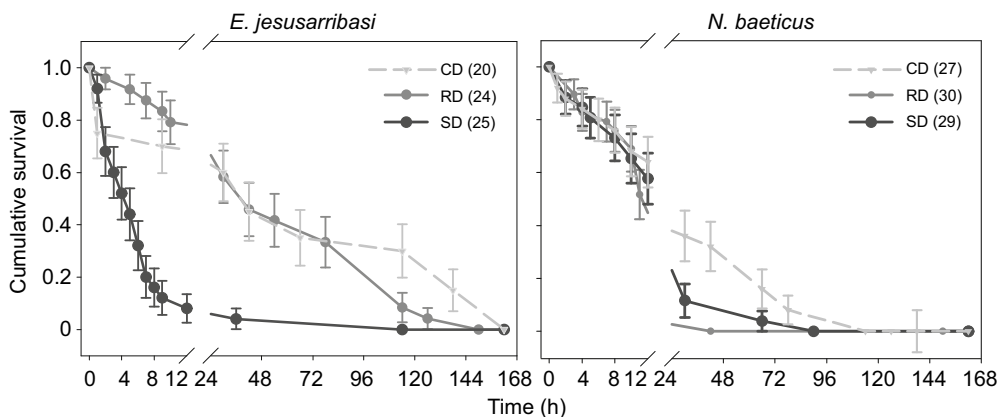 E. jesusarribasi
N. baeticus
Cumulative survival
1.0
0.8
0.6
0.4
0.2
0
CD (20)
RD (24)
SD (25)
CD (27)
RD (30)
SD (29)
0 4 8 12 24 48 72 96 120 144 168
0 4 8 12 24 48 72 96 120 144 168
Time (h)